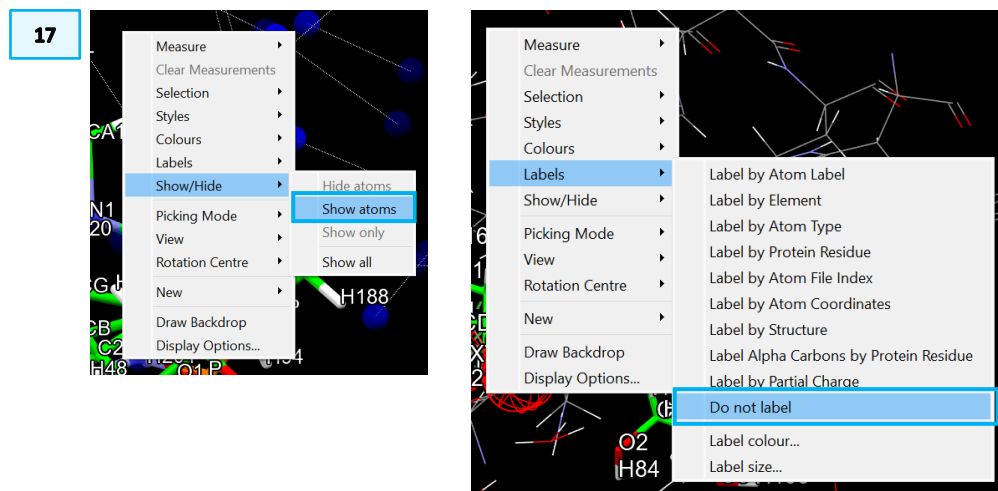 17
Measure
Clear Measurements
Selection
Styles
Colours
Labels
Show/Hide
Picking Mode
View
Rotation Centre
New
Draw Backdrop
Display Options...
Hide atoms
Show atoms
Show only
Show all
CA1
N1
20
CG
H188
CB
C2
H48
O1 P
Measure
Clear Measurements
Selection
Styles
Colours
Labels
Show/Hide
Picking Mode
View
Rotation Centre
New
Draw Backdrop
Display Options...
Label by Atom Label
Label by Element
Label by Atom Type
Label by Protein Residue
Label by Atom File Index
Label by Atom Coordinates
Label by Structure
Label Alpha Carbons by Protein Residue
Label by Partial Charge
Do not label
Label colour...
Label size...
O2
H84